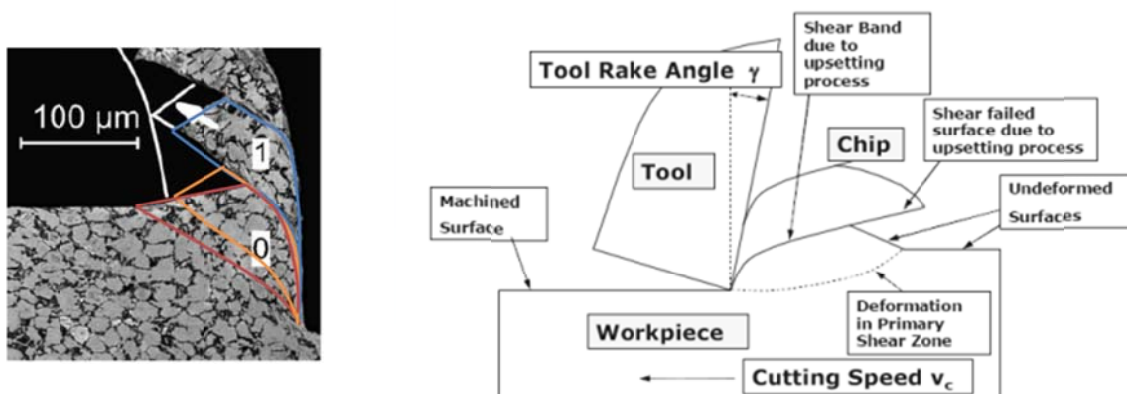 100 µm
1
0
Tool Rake Angle γ
Shear Band
due to
upsetting
process
Shear failed
surface due to
upsetting process
Chip
Tool
Machined
Surface
Undeformed
Surfaces
Deformation
in Primary
Shear Zone
Workpiece
Cutting Speed vc